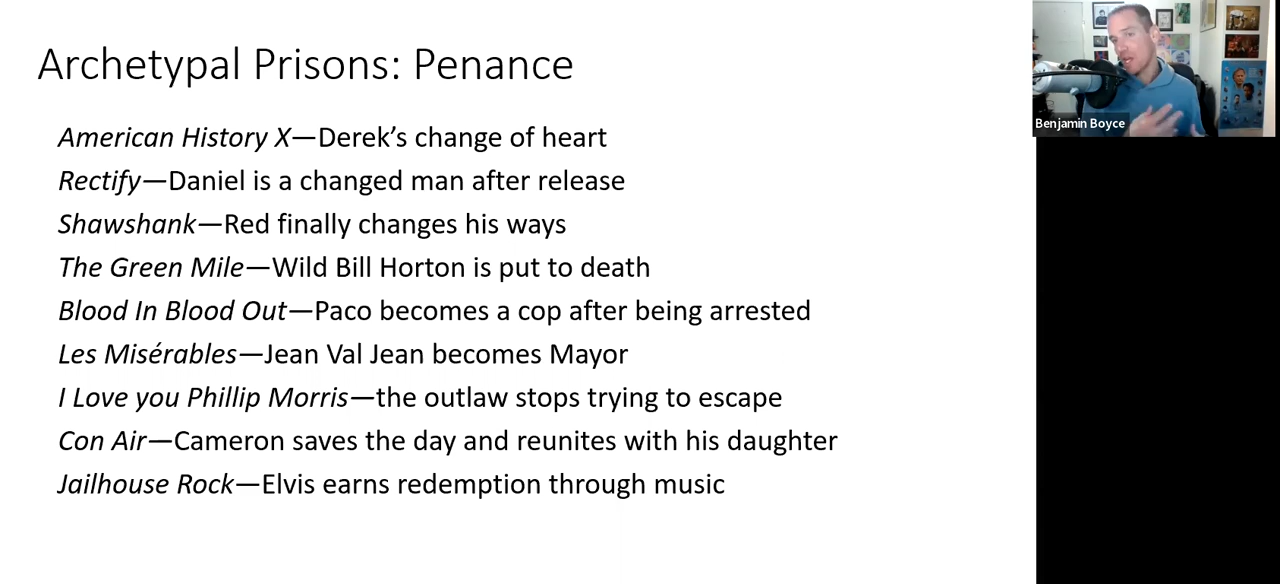 Archetypal Prisons: Penance
American History X—Derek’s change of heart
Rectify—Daniel is a changed man after release
Shawshank—Red finally changes his ways
The Green Mile—Wild Bill Horton is put to death
Blood In Blood Out—Paco becomes a cop after being arrested
Les Misérables—Jean Val Jean becomes Mayor
I Love you Phillip Morris—the outlaw stops trying to escape
Con Air—Cameron saves the day and reunites with his daughter
Jailhouse Rock—Elvis earns redemption through music
Benjamin Boyce